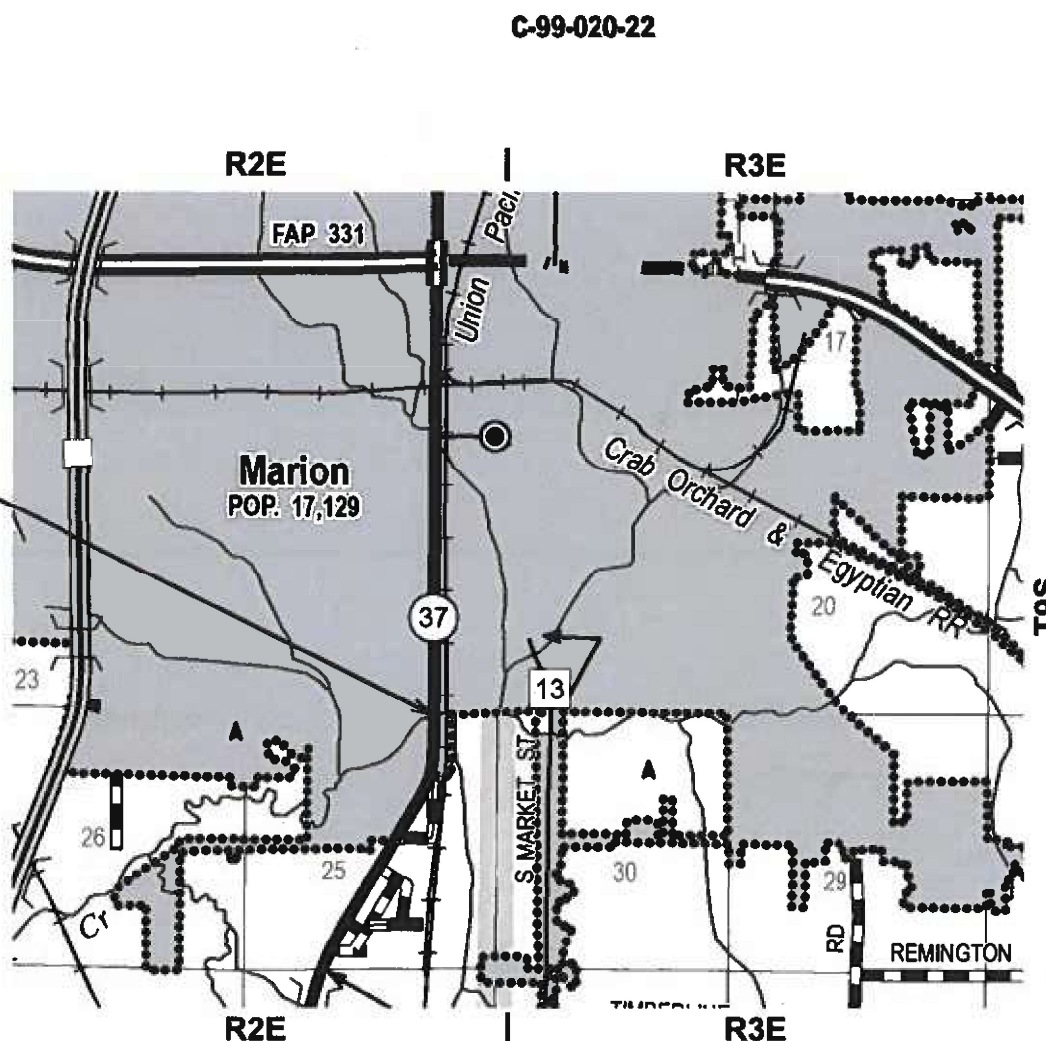 C-99-020-22
R2E
R3E
FAP 331
Union
Pacif
17
Marion
POP. 17,129
Crab Orchard &
Egyptian RR
20
37
13
23
A
A
S MARKET ST
26
25
30
29
Cr
RD
REMINGTON
R2E
R3E